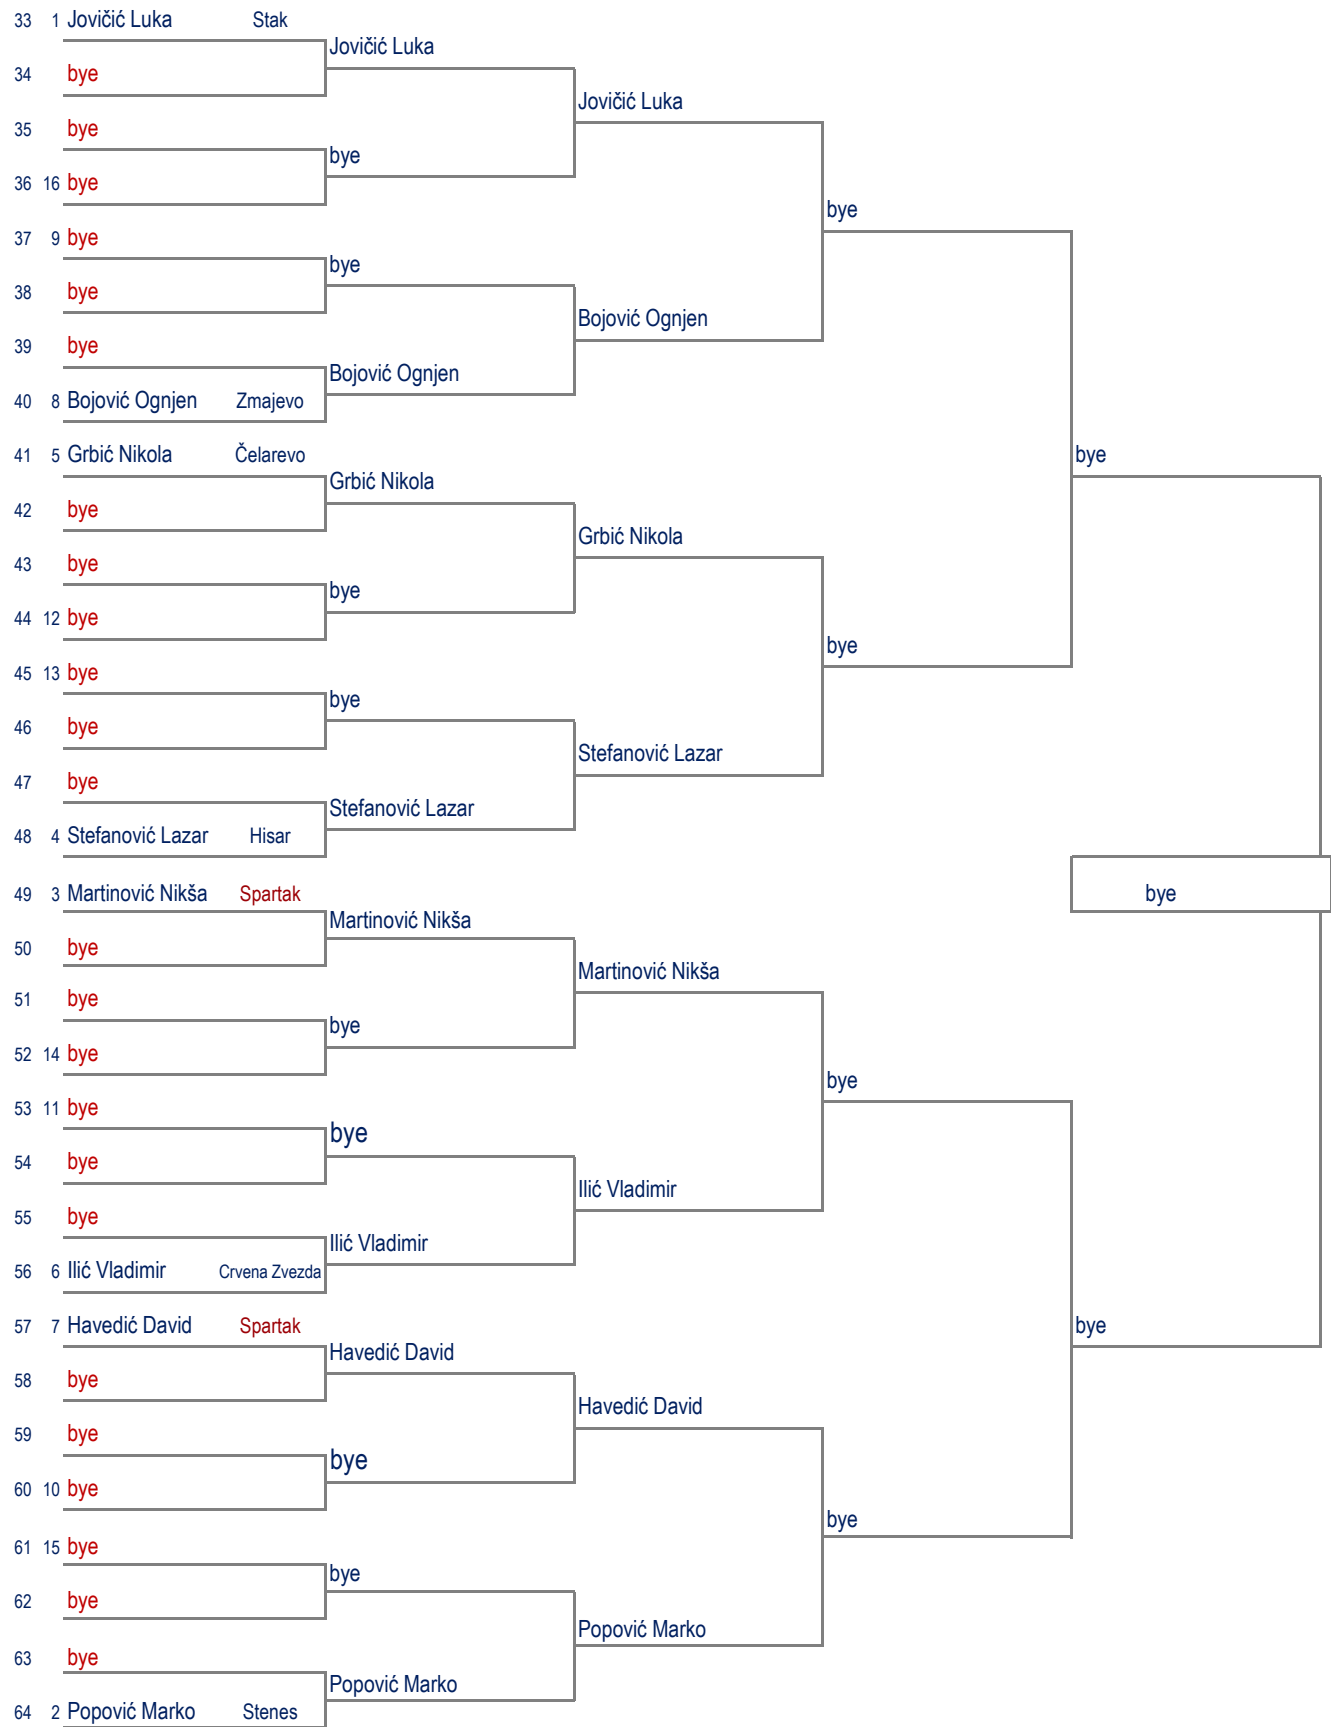 33 1 Jovičić Luka Stak
Jovičić Luka
34 bye
Jovičić Luka
35 bye
bye
36 16 bye
bye
37 9 bye
bye
38 bye
Bojović Ognjen
39 bye
Bojović Ognjen
40 8 Bojović Ognjen Zmajevo
41 5 Grbić Nikola Čelarevo bye
Grbić Nikola
42 bye
Grbić Nikola
43 bye
bye
44 12 bye
bye
45 13 bye
bye
46 bye
Stefanović Lazar
47 bye
Stefanović Lazar
48 4 Stefanović Lazar Hisar
49 3 Martinović Nikša Spartak bye
Martinović Nikša
50 bye
Martinović Nikša
51 bye
bye
52 14 bye
bye
53 11 bye
bye
54 bye
Ilić Vladimir
55 bye
Ilić Vladimir
56 6 Ilić Vladimir Crvena Zvezda
57 7 Havedić David Spartak bye
Havedić David
58 bye
Havedić David
59 bye
bye
60 10 bye
bye
61 15 bye
bye
62 bye
Popović Marko
63 bye
Popović Marko
64 2 Popović Marko Stenes